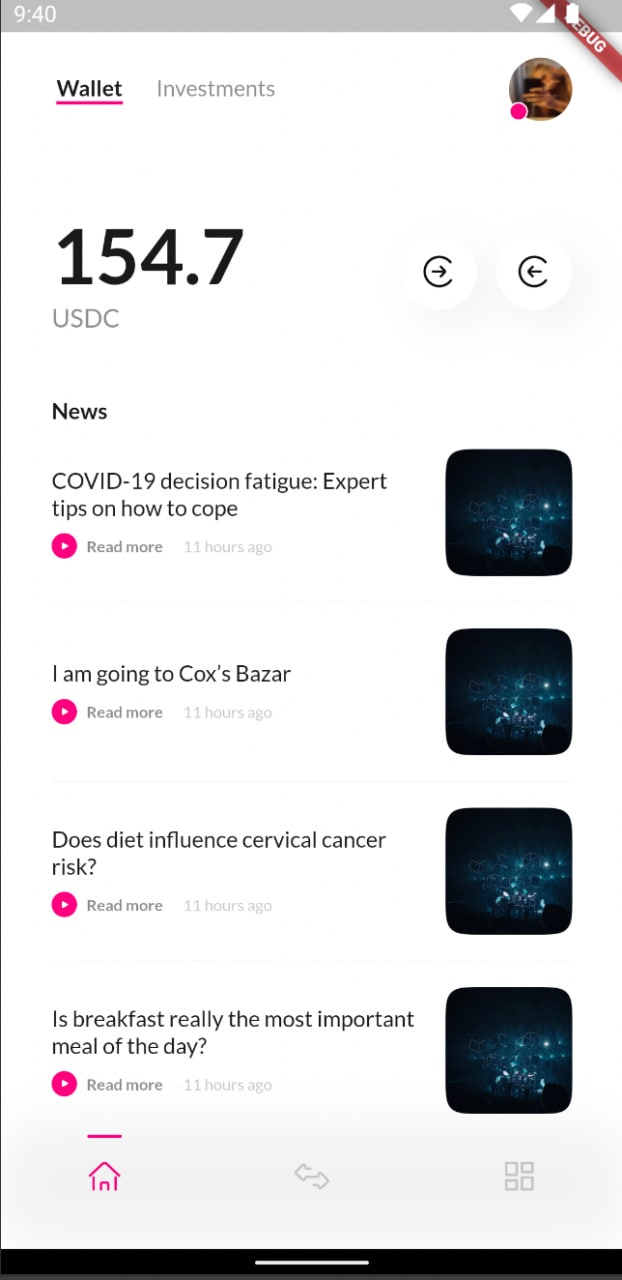 9:40
DEBUG
Wallet Investments
154.7
USDC
News
COVID-19 decision fatigue: Expert
tips on how to cope
Read more 11 hours ago
I am going to Cox’s Bazar
Read more 11 hours ago
Does diet influence cervical cancer
risk?
Read more 11 hours ago
Is breakfast really the most important
meal of the day?
Read more 11 hours ago